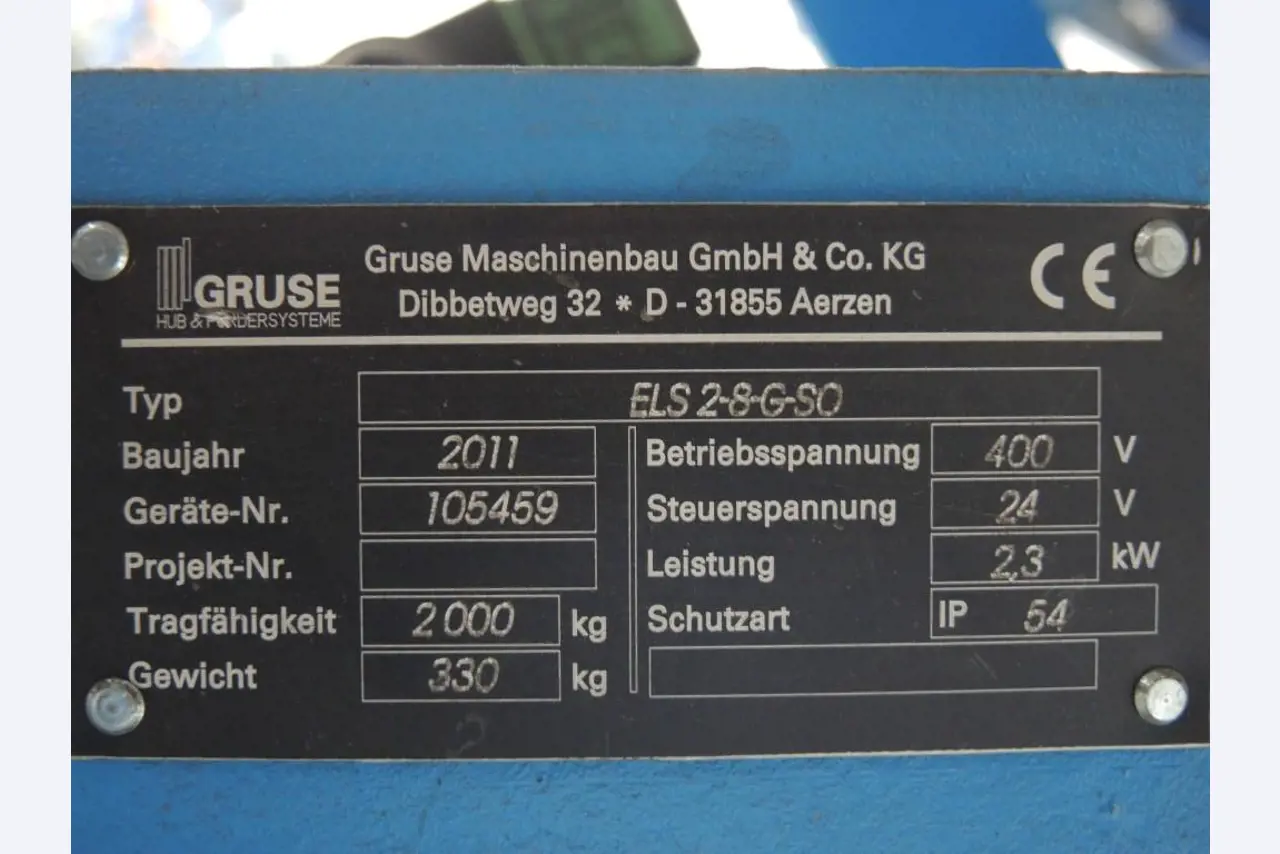 GRUSE
HUB & FÖRDERSYSTEME
Gruse Maschinenbau GmbH & Co. KG
Dibbetweg 32 * D - 31855 Aerzen
CE
Typ ELS 2-8-G-SO
Baujahr 2011
Geräte-Nr. 105459
Projekt-Nr.
Tragfähigkeit 2000 kg
Gewicht 330 kg
Betriebsspannung 400 V
Steuerspannung 24 V
Leistung 2,3 kW
Schutzart IP 54